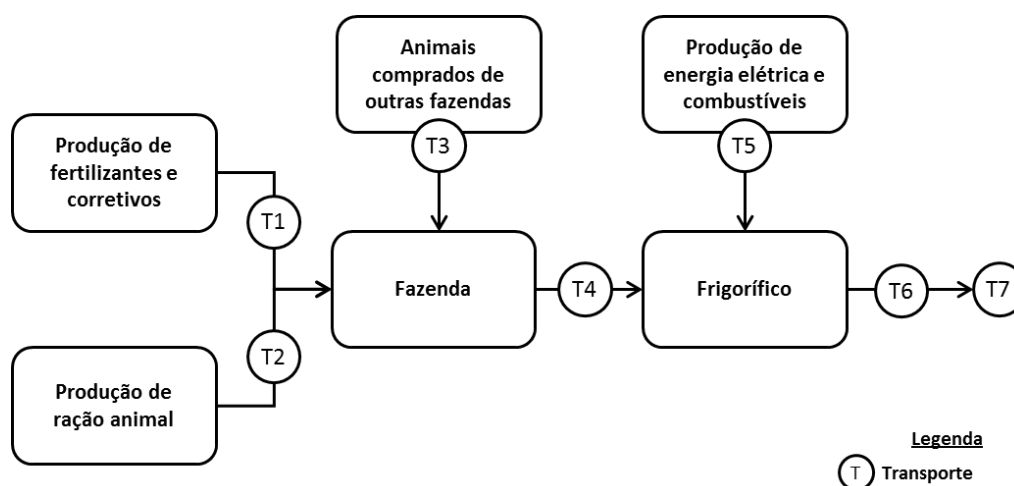 Animais
comprados de
outras fazendas
Produção de
energia elétrica e
combustíveis
Produção de
fertilizantes e
corretivos
T3
T5
T1
Fazenda
T4
Frigorífico
T6
T7
T2
Produção de
ração animal
Legenda
T Transporte